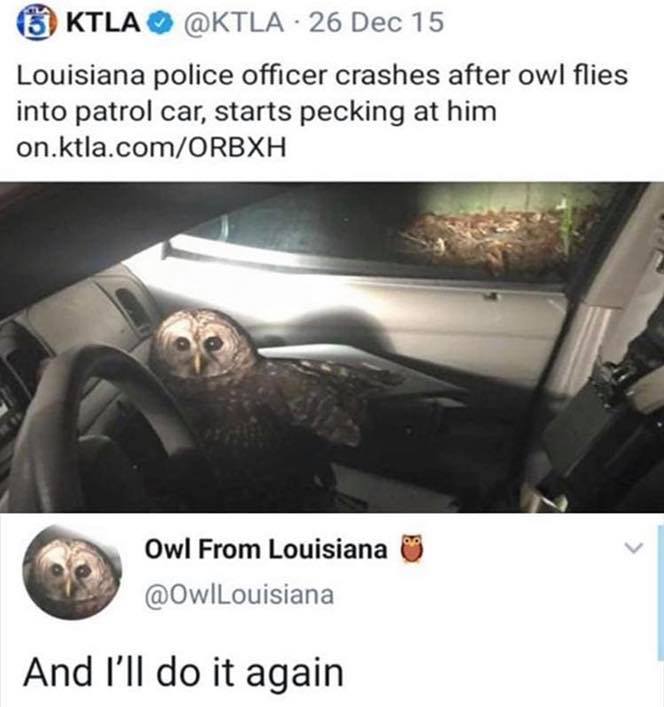 5 KTLA @KTLA · 26 Dec 15
Louisiana police officer crashes after owl flies
into patrol car, starts pecking at him
on.ktla.com/ORBXH
Owl From Louisiana 🦉
@OwlLouisiana
And I'll do it again